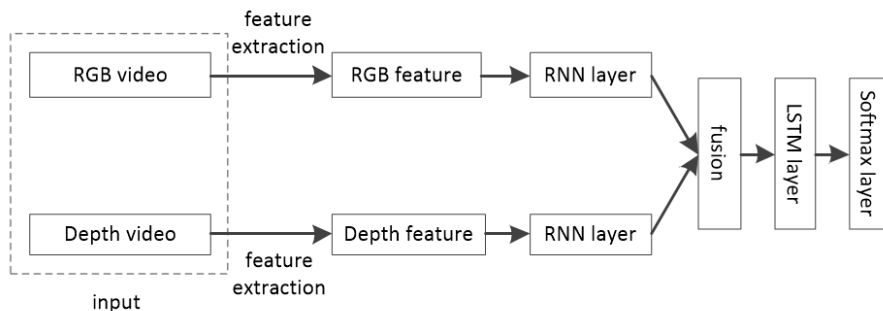 feature
extraction
RGB video
RGB feature
RNN layer
fusion
LSTM layer
Softmax layer
Depth video
Depth feature
RNN layer
feature
extraction
input